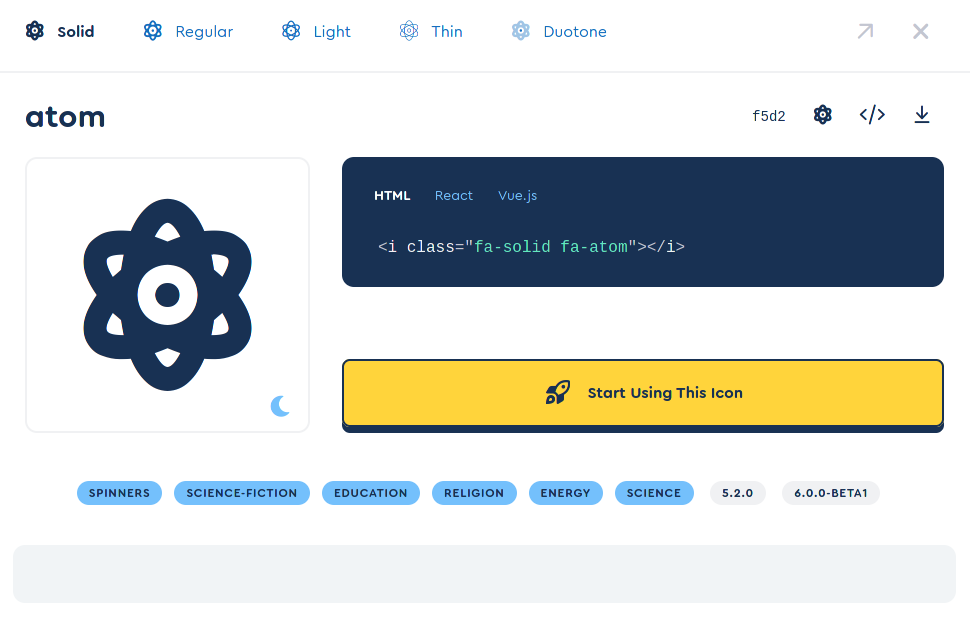 Solid Regular Light Thin Duotone
atom
f5d2
HTML React Vue.js
<i class="fa-solid fa-atom"></i>
Start Using This Icon
SPINNERS SCIENCE-FICTION EDUCATION RELIGION ENERGY SCIENCE 5.2.0 6.0.0-BETA1